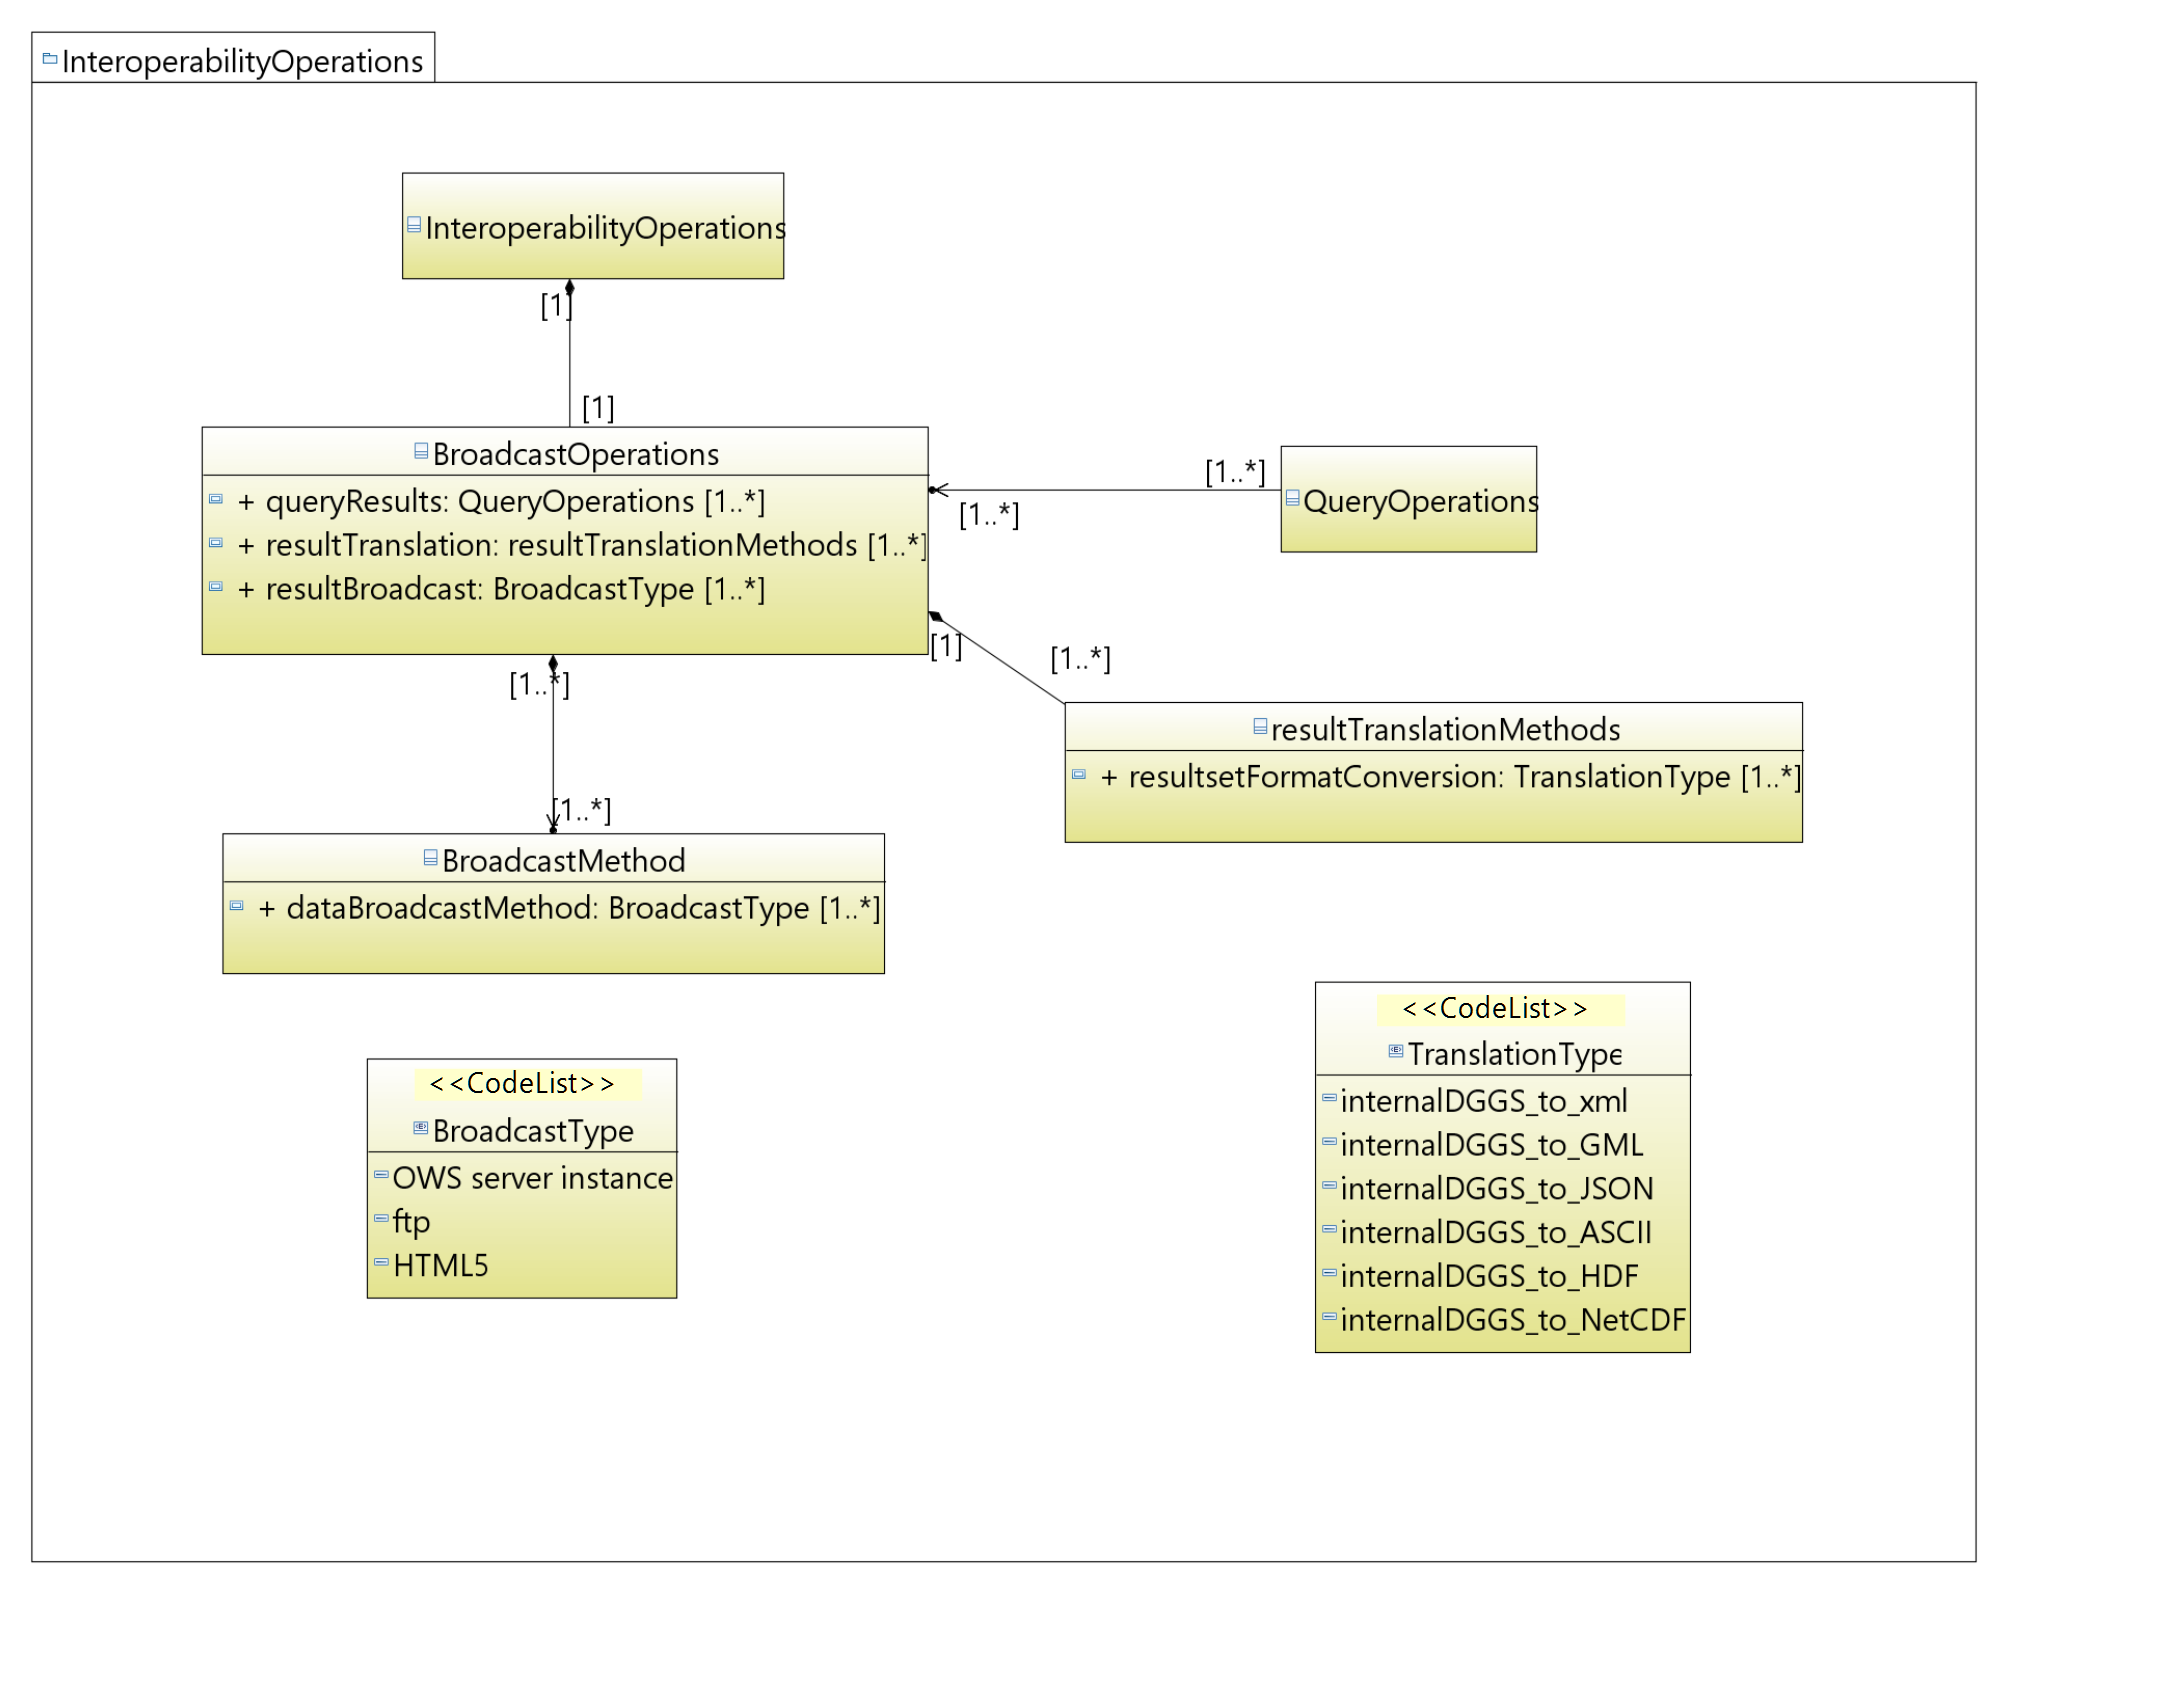 InteroperabilityOperations
InteroperabilityOperations
[1]
[1]
BroadcastOperations
+ queryResults: QueryOperations [1..*]
+ resultTranslation: resultTranslationMethods [1..*]
+ resultBroadcast: BroadcastType [1..*]
[1..*]
[1..*]
QueryOperations
[1]
[1..*]
resultTranslationMethods
+ resultsetFormatConversion: TranslationType [1..*]
[1..*]
[1..*]
BroadcastMethod
+ dataBroadcastMethod: BroadcastType [1..*]
<<CodeList>>
BroadcastType
OWS server instance
ftp
HTML5
<<CodeList>>
TranslationType
internalDGGS_to_xml
internalDGGS_to_GML
internalDGGS_to_JSON
internalDGGS_to_ASCII
internalDGGS_to_HDF
internalDGGS_to_NetCDF